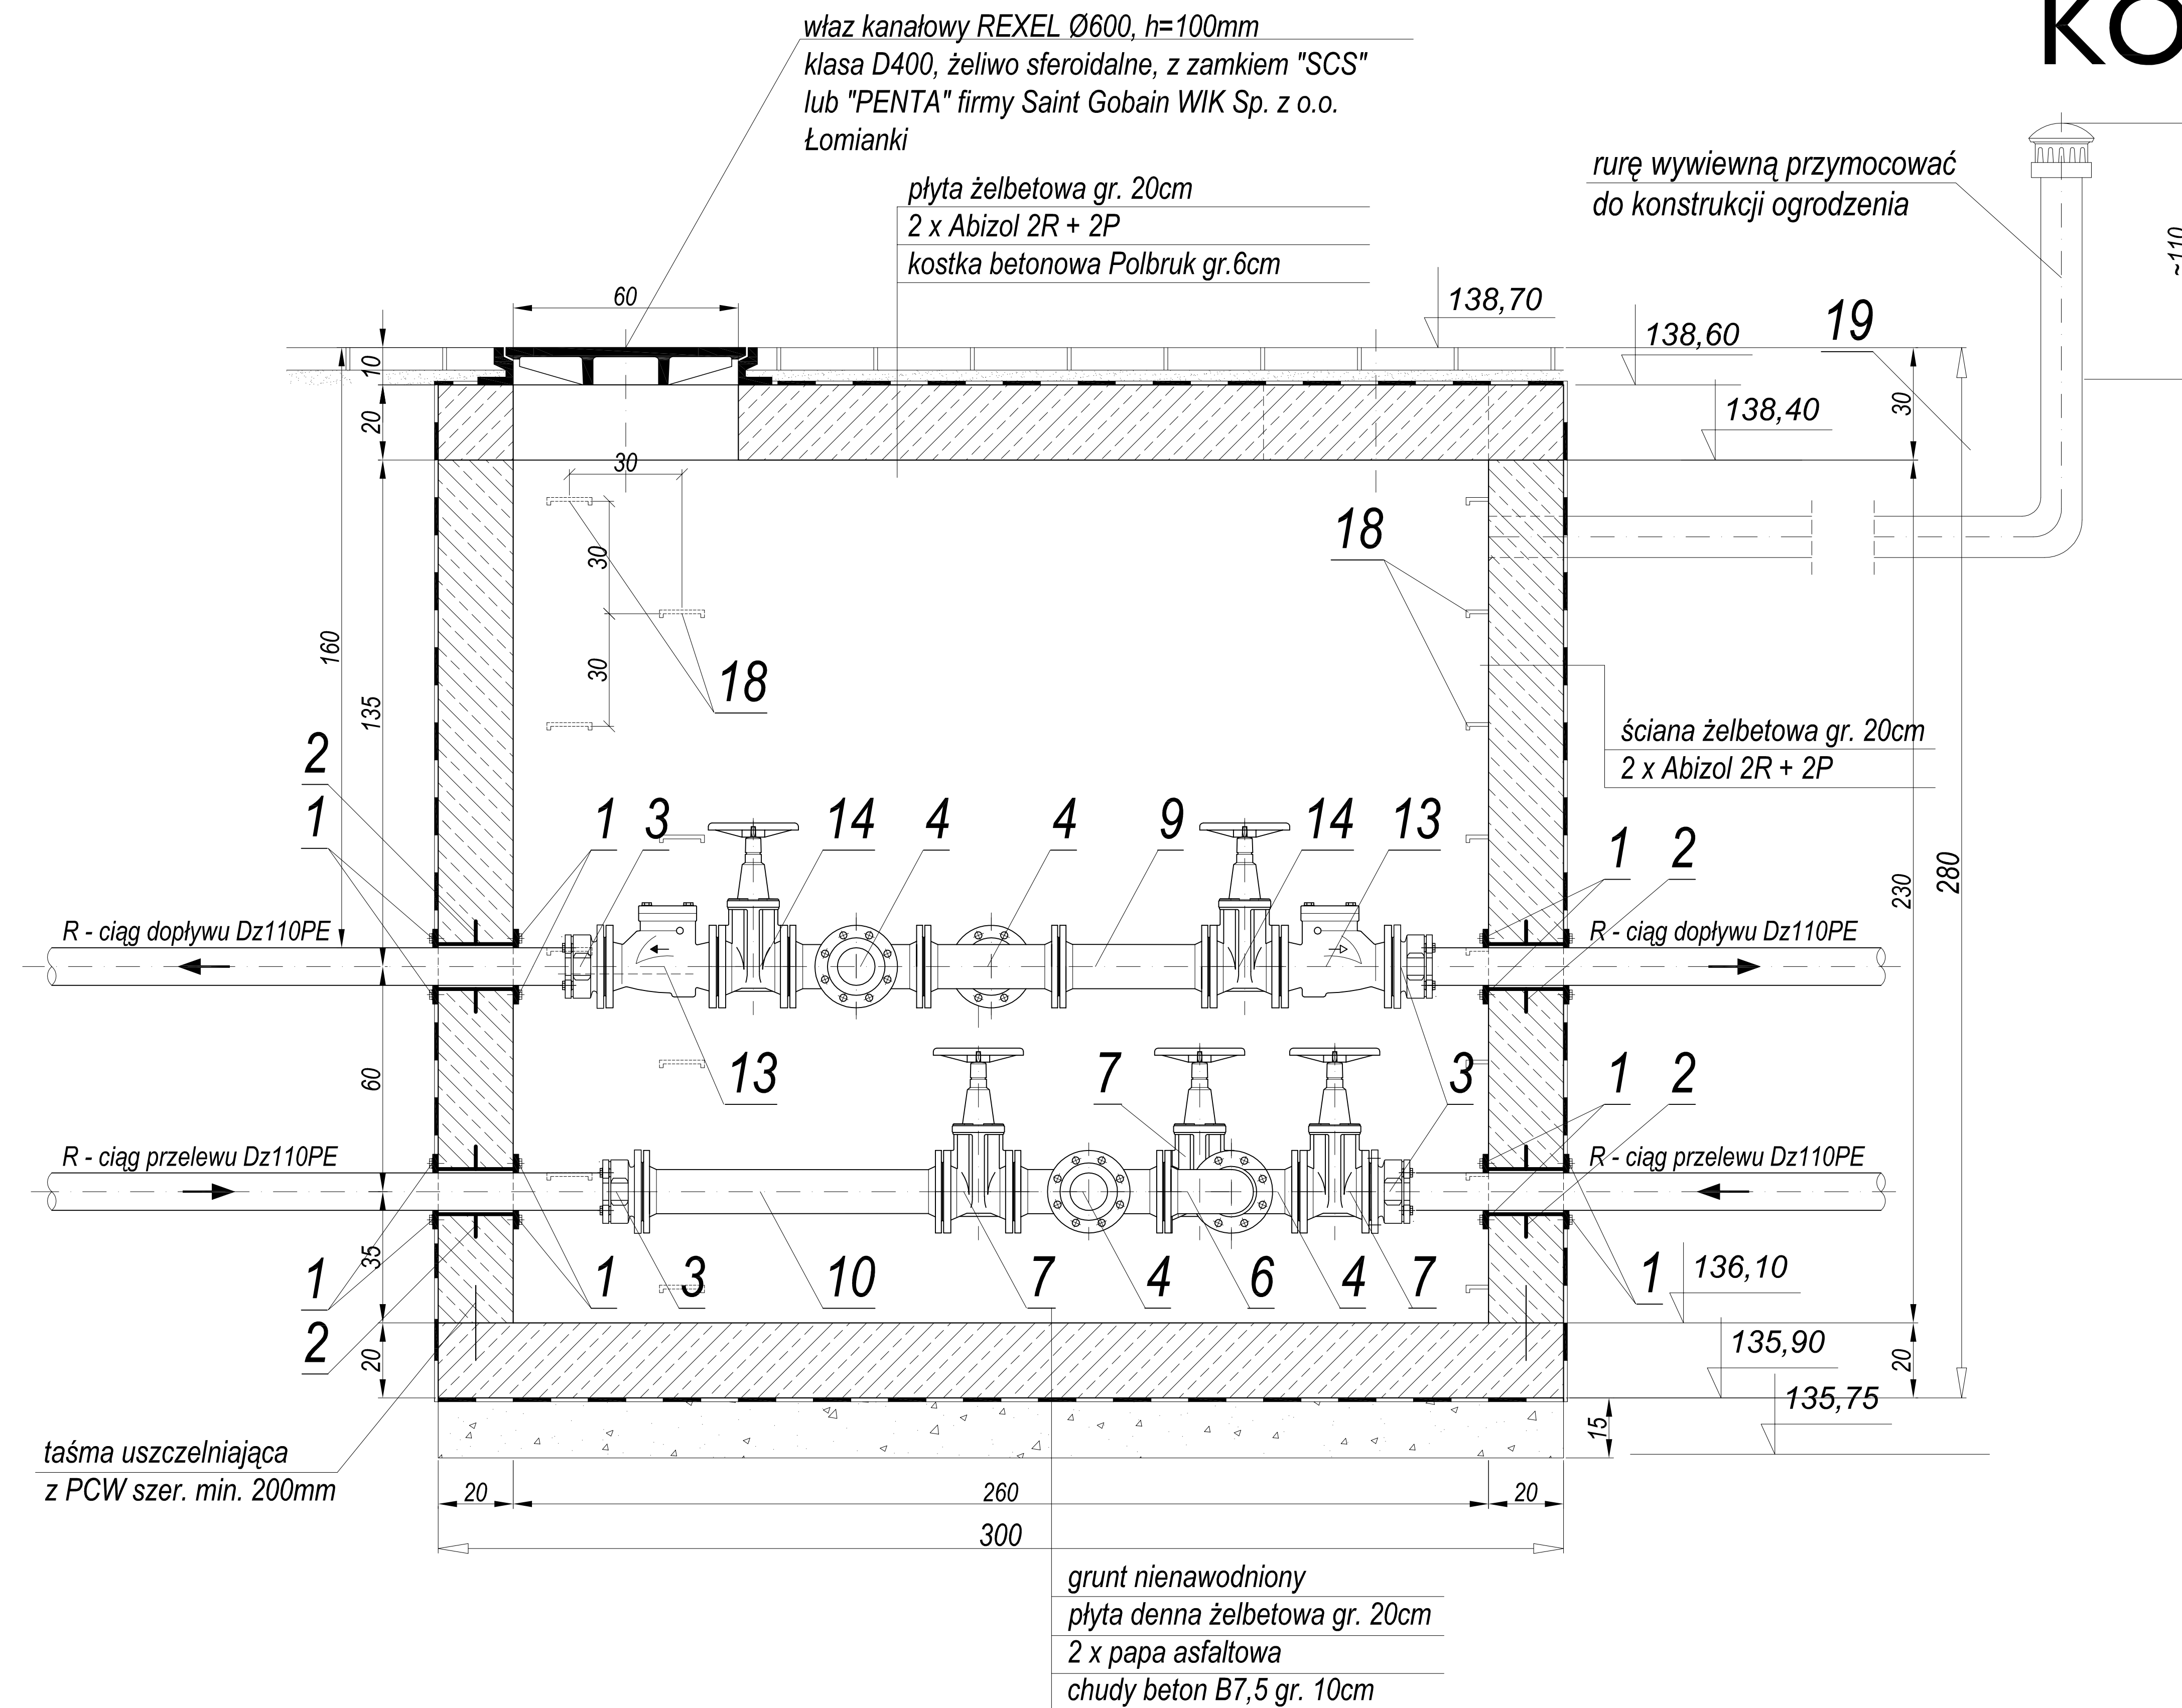 KO
właz kanałowy REXEL Ø600, h=100mm
klasa D400, żeliwo sferoidalne, z zamkiem "SCS"
lub "PENTA" firmy Saint Gobain WIK Sp. z o.o.
Łomianki
płyta żelbetowa gr. 20cm
2 x Abizol 2R + 2P
kostka betonowa Polbruk gr.6cm
rurę wywiewną przymocować
do konstrukcji ogrodzenia
~110
60
138,70
138,60
19
138,40
10
20
30
30
30
30
18
18
18
160
135
ściana żelbetowa gr. 20cm
2 x Abizol 2R + 2P
2
1
1
3
14
4
4
9
14
13
1
2
230
280
R - ciąg dopływu Dz110PE
R - ciąg dopływu Dz110PE
13
7
3
1
2
60
R - ciąg przelewu Dz110PE
R - ciąg przelewu Dz110PE
35
1
1
3
10
7
4
6
4
7
1
136,10
2
20
20
135,90
135,75
15
taśma uszczelniająca
z PCW szer. min. 200mm
20
260
20
300
grunt nienawodniony
płyta denna żelbetowa gr. 20cm
2 x papa asfaltowa
chudy beton B7,5 gr. 10cm